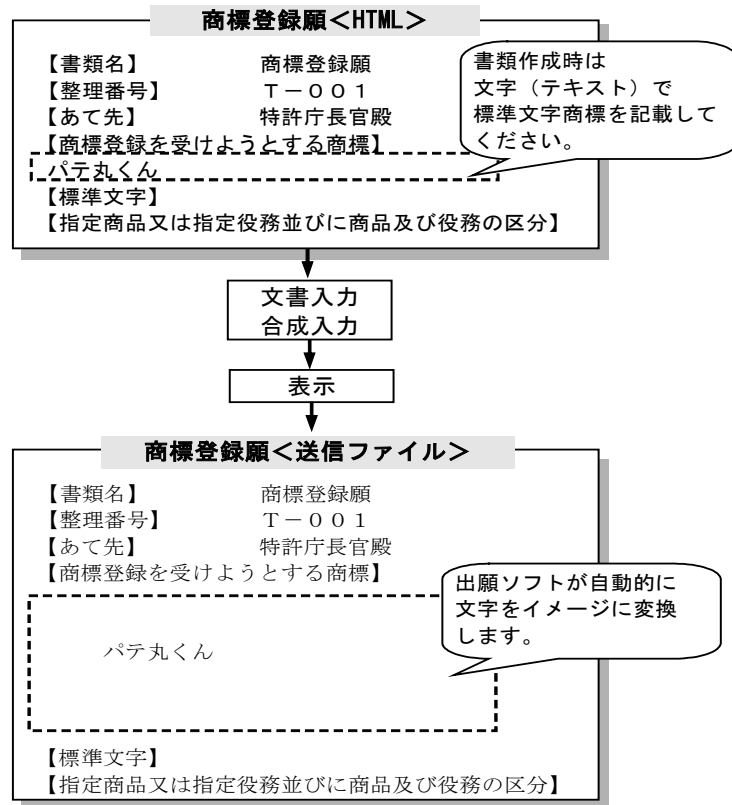 商標登録願＜HTML＞
【書類名】　　　　　商標登録願
【整理番号】　　　　Ｔ－００１
【あて先】　　　　　特許庁長官殿
【商標登録を受けようとする商標】
パテ丸くん
【標準文字】
【指定商品又は指定役務並びに商品及び役務の区分】
書類作成時は
文字（テキスト）で
標準文字商標を記載して
ください。
文書入力
合成入力
表示
商標登録願＜送信ファイル＞
【書類名】　　　　　商標登録願
【整理番号】　　　　Ｔ－００１
【あて先】　　　　　特許庁長官殿
【商標登録を受けようとする商標】
出願ソフトが自動的に
文字をイメージに変換
します。
パテ丸くん
【標準文字】
【指定商品又は指定役務並びに商品及び役務の区分】